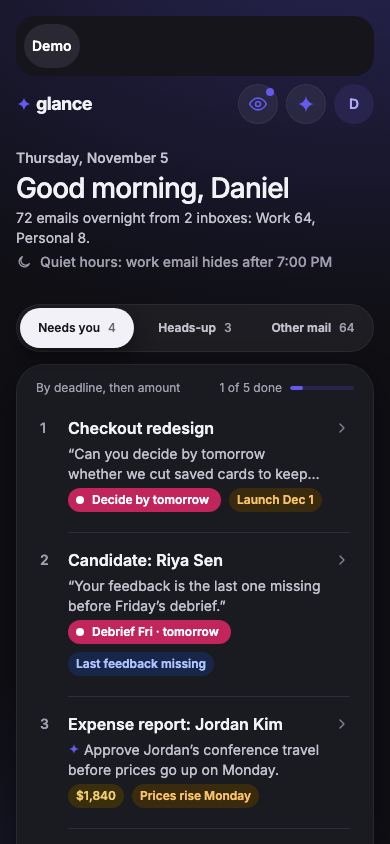 Demo
glance
D
Thursday, November 5
Good morning, Daniel
72 emails overnight from 2 inboxes: Work 64,
Personal 8.
Quiet hours: work email hides after 7:00 PM
Needs you 4 Heads-up 3 Other mail 64
By deadline, then amount 1 of 5 done
1 Checkout redesign
“Can you decide by tomorrow
whether we cut saved cards to keep…
Decide by tomorrow Launch Dec 1
2 Candidate: Riya Sen
“Your feedback is the last one missing
before Friday’s debrief.”
Debrief Fri · tomorrow
Last feedback missing
3 Expense report: Jordan Kim
Approve Jordan’s conference travel
before prices go up on Monday.
$1,840 Prices rise Monday